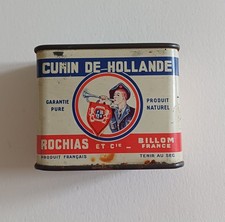 CUMIN DE HOLLANDE
GARANTIE
PURE
PRODUIT
NATUREL
ROCHIAS ET Cie _ BILLOM
FRANCE
PRODUIT FRANÇAIS TENIR AU SEC